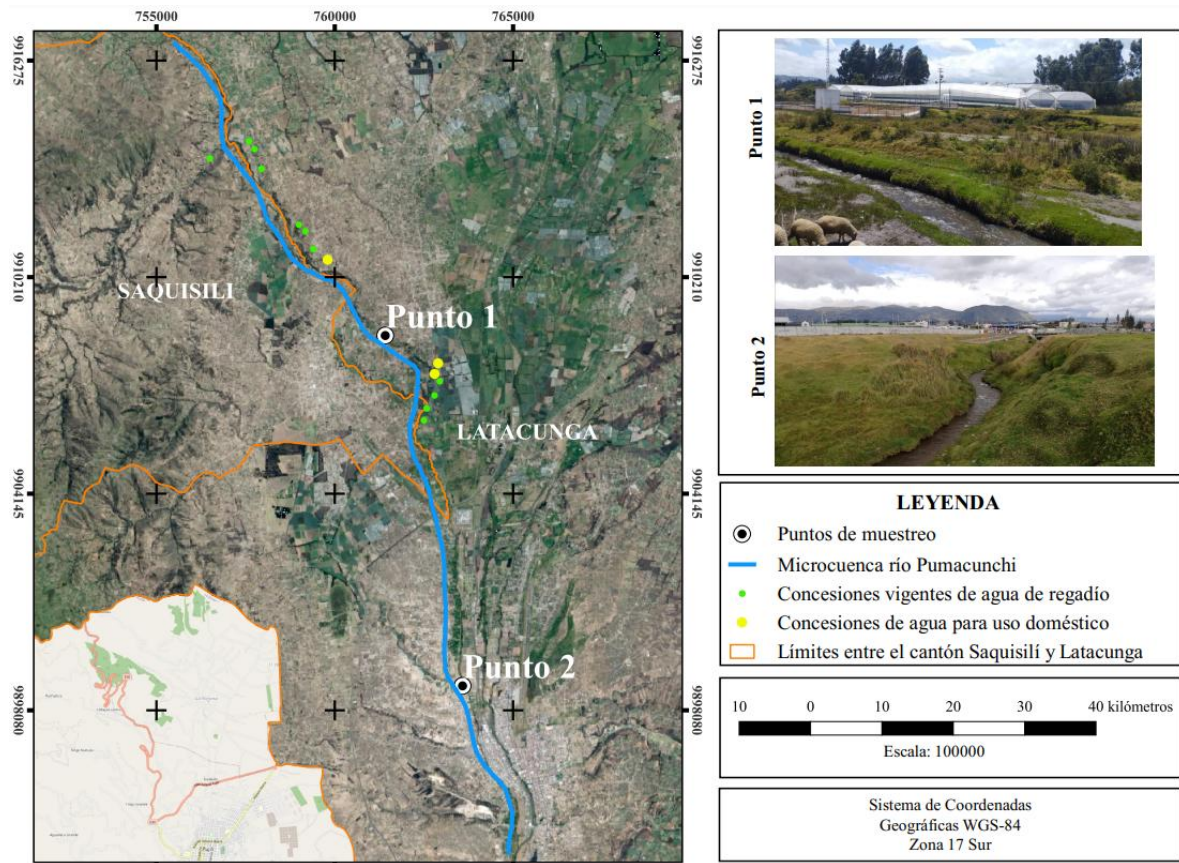 755000
760000
765000
9916275
9916275
9910210
9910210
9904145
9904145
9898080
9898080
SAQUISILI
Punto 1
LATACUNGA
Punto 2
Punto 1
Punto 2
LEYENDA
Puntos de muestreo
Microcuenca río Pumacunchi
Concesiones vigentes de agua de regadío
Concesiones de agua para uso doméstico
Límites entre el cantón Saquisilí y Latacunga
10 0 10 20 30 40 kilómetros
Escala: 100000
Sistema de Coordenadas
Geográficas WGS-84
Zona 17 Sur